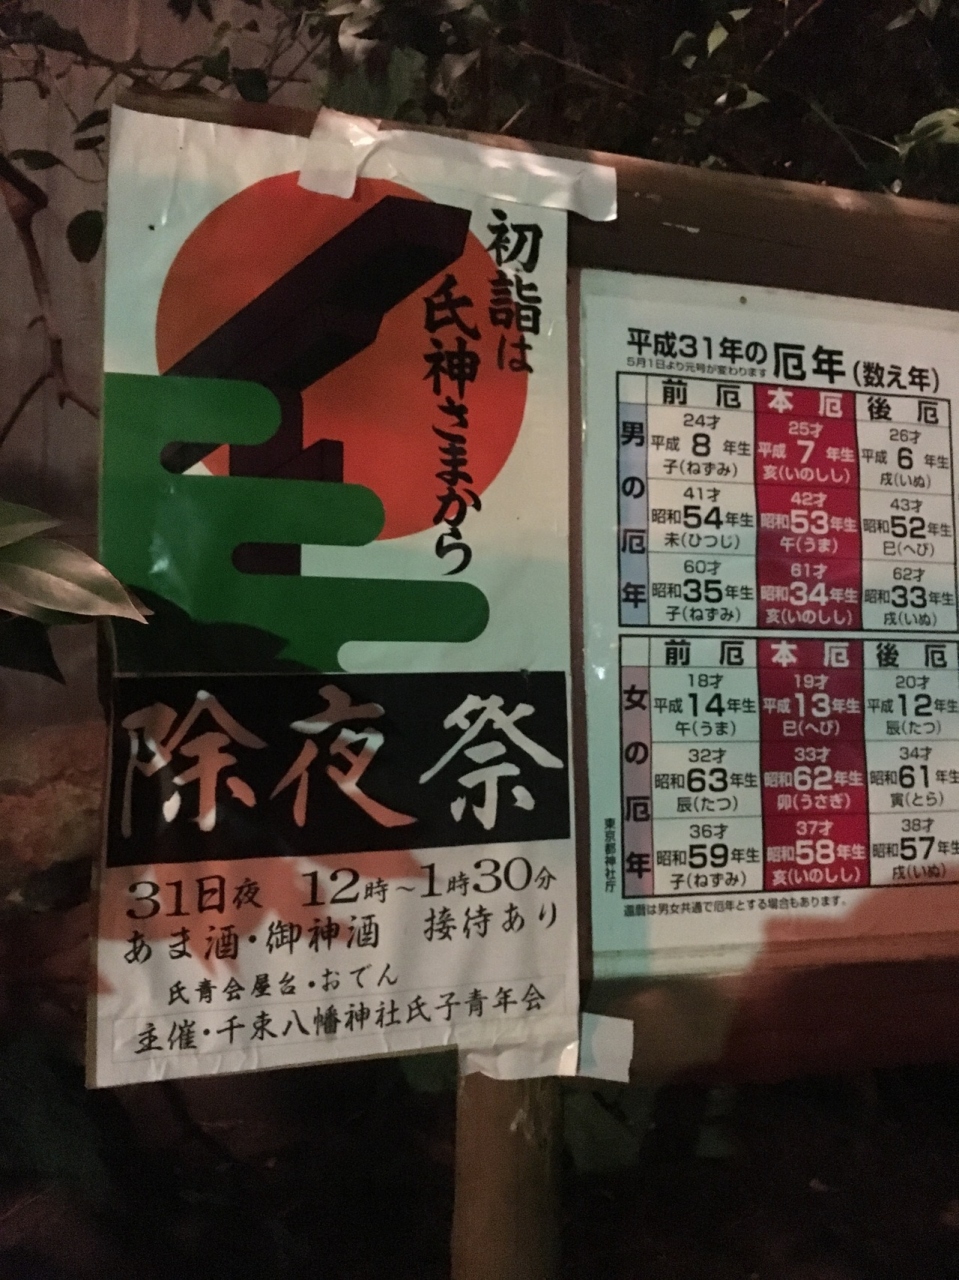 初詣は
氏神さまから
除夜祭
31日夜 12時~1時30分
あま酒・御神酒 接待あり
氏青会屋台・おでん
主催・千束八幡神社氏子青年会
平成31年の厄年(数え年)
5月1日より元号が変わります
男の厄年
前厄 本厄 後厄
24才 25才 26才
平成8年生 平成7年生 平成6年生
子(ねずみ) 亥(いのしし) 戌(いぬ)
41才 42才 43才
昭和54年生 昭和53年生 昭和52年生
未(ひつじ) 午(うま) 巳(へび)
60才 61才 62才
昭和35年生 昭和34年生 昭和33年生
子(ねずみ) 亥(いのしし) 戌(いぬ)
女の厄年
前厄 本厄 後厄
18才 19才 20才
平成14年生 平成13年生 平成12年生
午(うま) 巳(へび) 辰(たつ)
32才 33才 34才
昭和63年生 昭和62年生 昭和61年生
辰(たつ) 卯(うさぎ) 寅(とら)
36才 37才 38才
昭和59年生 昭和58年生 昭和57年生
子(ねずみ) 亥(いのしし) 戌(いぬ)
還暦は男女共通で厄年とする場合もあります。
東京都神社庁